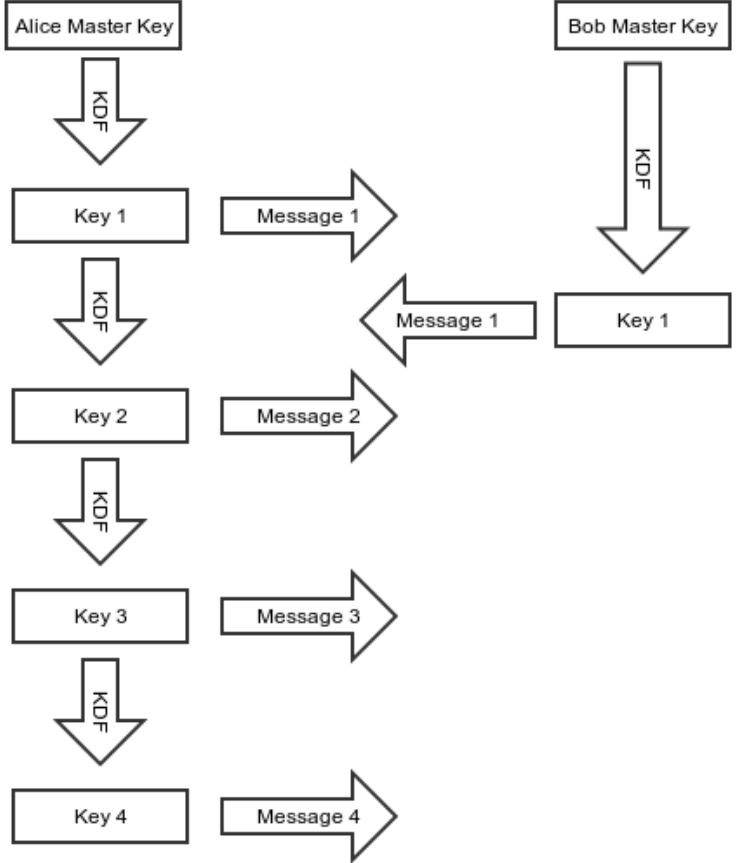 Alice Master Key
Bob Master Key
KDF
KDF
Key 1
Message 1
KDF
Message 1
Key 1
Key 2
Message 2
KDF
Key 3
Message 3
KDF
Key 4
Message 4